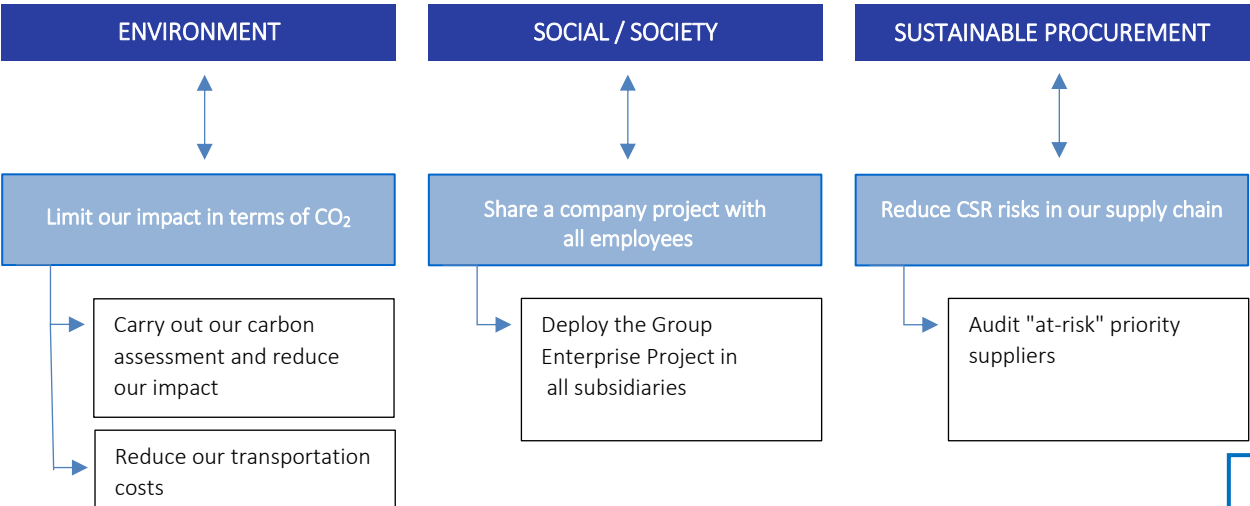 ENVIRONMENT
SOCIAL / SOCIETY
SUSTAINABLE PROCUREMENT
Limit our impact in terms of CO₂
Share a company project with
all employees
Reduce CSR risks in our supply chain
Carry out our carbon
assessment and reduce
our impact
Reduce our transportation
costs
Deploy the Group
Enterprise Project in
all subsidiaries
Audit "at-risk" priority
suppliers